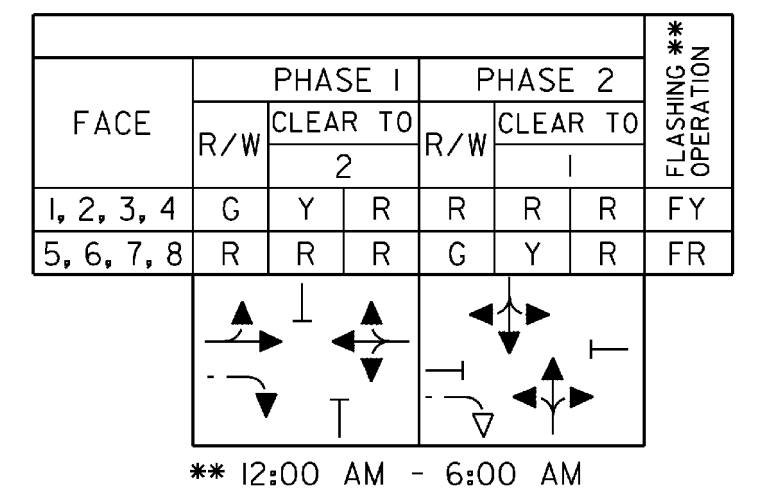 FLASHING **
OPERATION
PHASE 1 PHASE 2
FACE
R/W CLEAR TO R/W CLEAR TO
2 1
1, 2, 3, 4 G Y R R R R FY
5, 6, 7, 8 R R R G Y R FR
** 12:00 AM - 6:00 AM